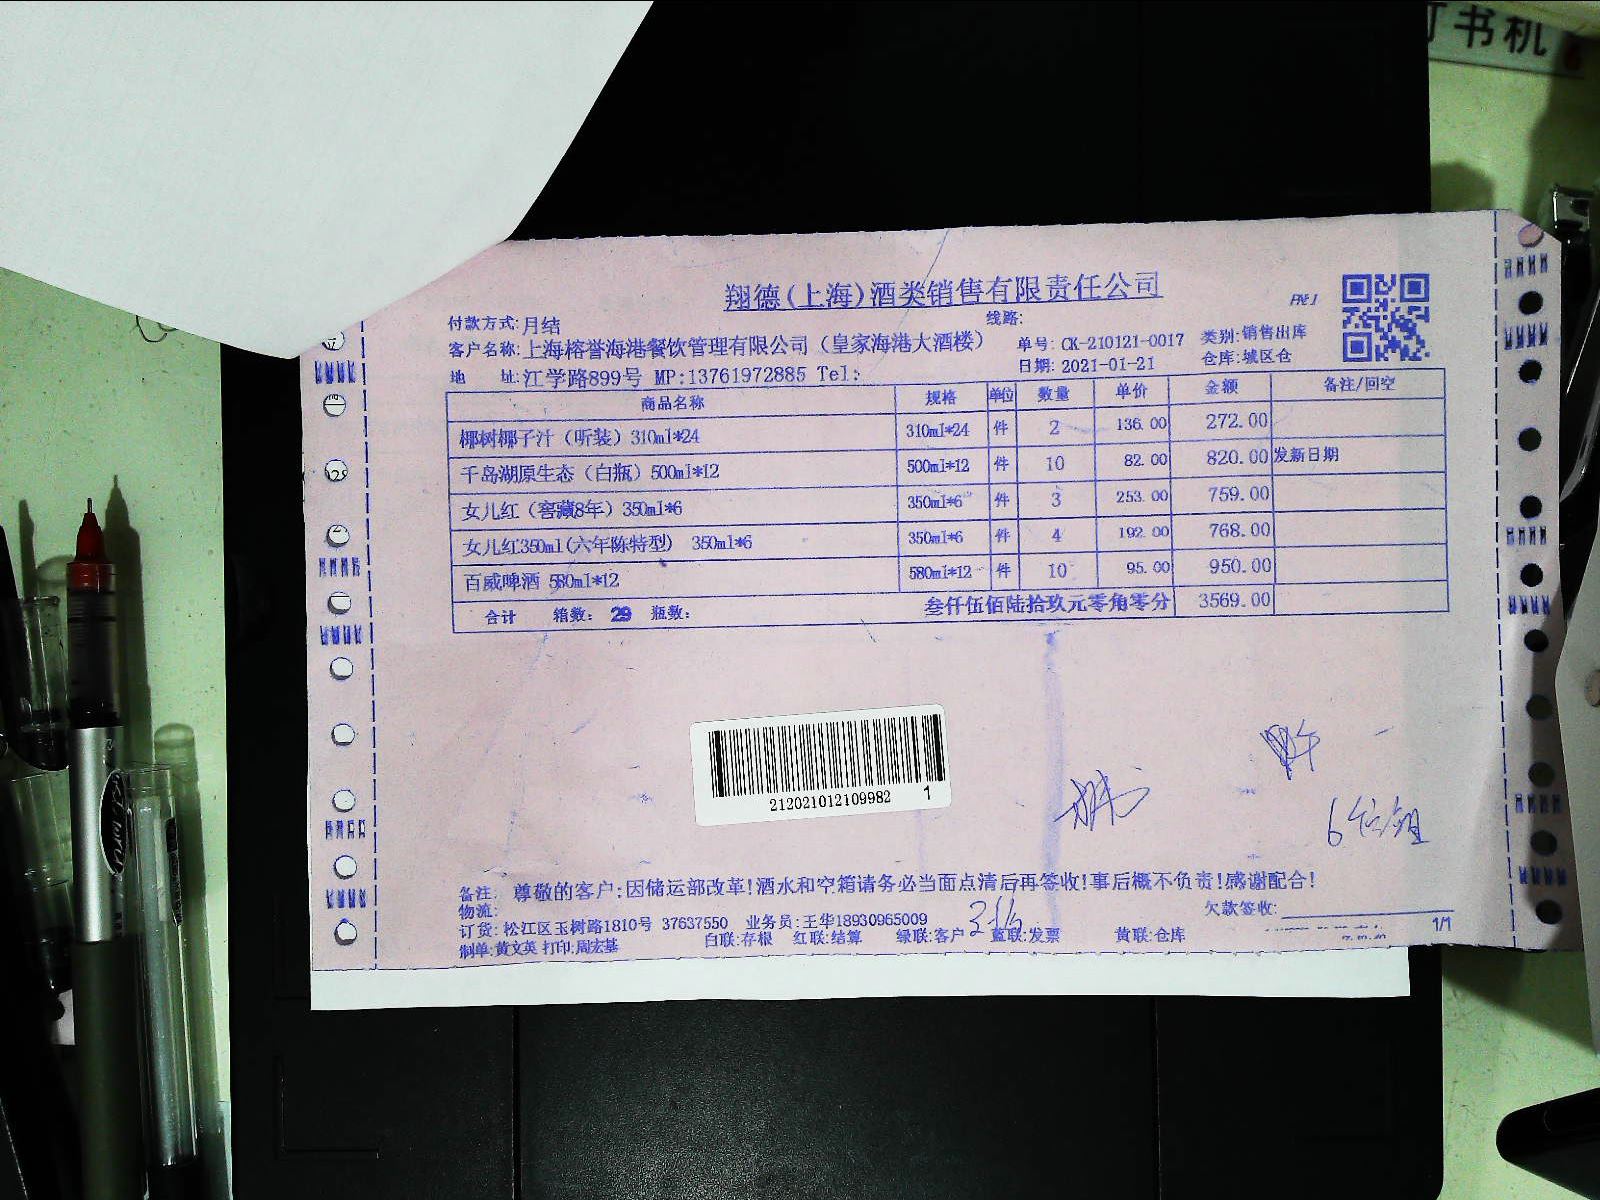 订书机
翔德(上海)酒类销售有限责任公司
付款方式:月结 线路:
客户名称:上海榕誉海港餐饮管理有限公司（皇家海港大酒楼） 单号: CK-210121-0017 类别:销售出库
地 址:江学路899号 MP:13761972885 Tel: 日期: 2021-01-21 仓库:城区仓
商品名称 规格 单位 数量 单价 金额 备注/回空
椰树椰子汁（听装）310ml*24 310ml*24 件 2 136.00 272.00
千岛湖原生态（白瓶）500ml*12 500ml*12 件 10 82.00 820.00 发新日期
女儿红（窖藏8年）350ml*6 350ml*6 件 3 253.00 759.00
女儿红350ml(六年陈特型) 350ml*6 350ml*6 件 4 192.00 768.00
百威啤酒 580ml*12 580ml*12 件 10 95.00 950.00
合计 箱数: 29 瓶数: 叁仟伍佰陆拾玖元零角零分 3569.00
212021012109982 1
备注: 尊敬的客户:因储运部改革!酒水和空箱请务必当面点清后再签收!事后概不负责!感谢配合!
物流: 欠款签收:
订货: 松江区玉树路1810号 37637550 业务员:王华18930965009
制单:黄文英 打印:周宏基 白联:存根 红联:结算 绿联:客户 蓝联:发票 黄联:仓库 1/1